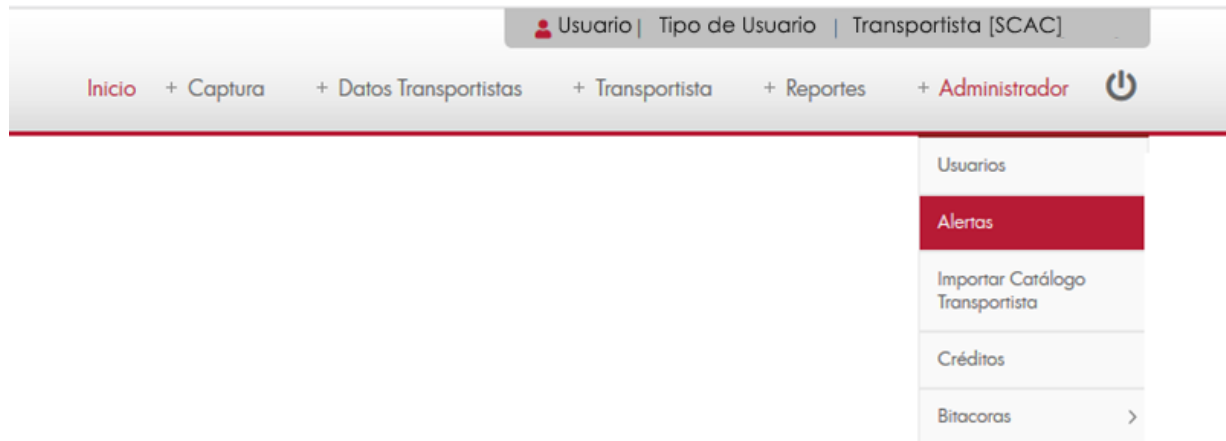 Usuario | Tipo de Usuario | Transportista [SCAC]
Inicio + Captura + Datos Transportistas + Transportista + Reportes + Administrador
Usuarios
Alertas
Importar Catálogo
Transportista
Créditos
Bitacoras >